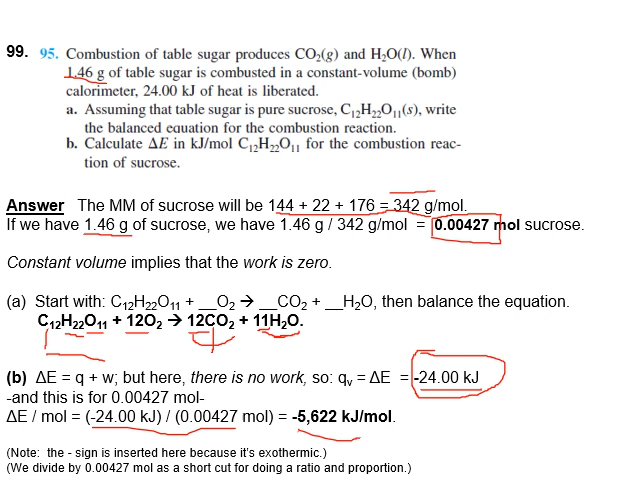 99. 95. Combustion of table sugar produces CO₂(g) and H₂O(l). When
1.46 g of table sugar is combusted in a constant-volume (bomb)
calorimeter, 24.00 kJ of heat is liberated.
a. Assuming that table sugar is pure sucrose, C₁₂H₂₂O₁₁(s), write
the balanced equation for the combustion reaction.
b. Calculate ΔE in kJ/mol C₁₂H₂₂O₁₁ for the combustion reac-
tion of sucrose.
Answer The MM of sucrose will be 144 + 22 + 176 = 342 g/mol.
If we have 1.46 g of sucrose, we have 1.46 g / 342 g/mol = 0.00427 mol sucrose.
Constant volume implies that the work is zero.
(a) Start with: C₁₂H₂₂O₁₁ + __O₂ → __CO₂ + __H₂O, then balance the equation.
C₁₂H₂₂O₁₁ + 12O₂ → 12CO₂ + 11H₂O.
(b) ΔE = q + w; but here, there is no work, so: qᵥ = ΔE = -24.00 kJ
-and this is for 0.00427 mol-
ΔE / mol = (-24.00 kJ) / (0.00427 mol) = -5,622 kJ/mol.
(Note: the - sign is inserted here because it's exothermic.)
(We divide by 0.00427 mol as a short cut for doing a ratio and proportion.)